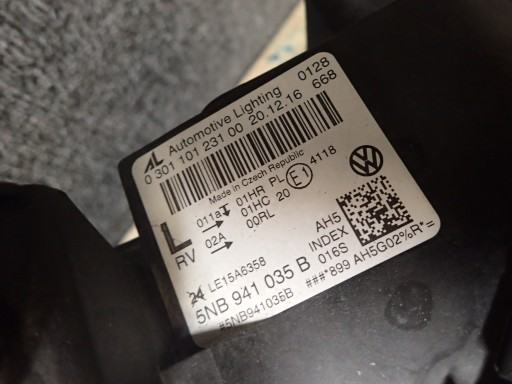 AL Automotive Lighting 0128
0 301 101 231 00 20.12.16 668
Made in Czech Republic
L 011a 01HR PL E1 4118
01HC 20
RV 02A 00RL
AH5
INDEX
016S
LE15A6358
5NB 941 035 B
#5NB941035B ###*899 AH5G02%R*=